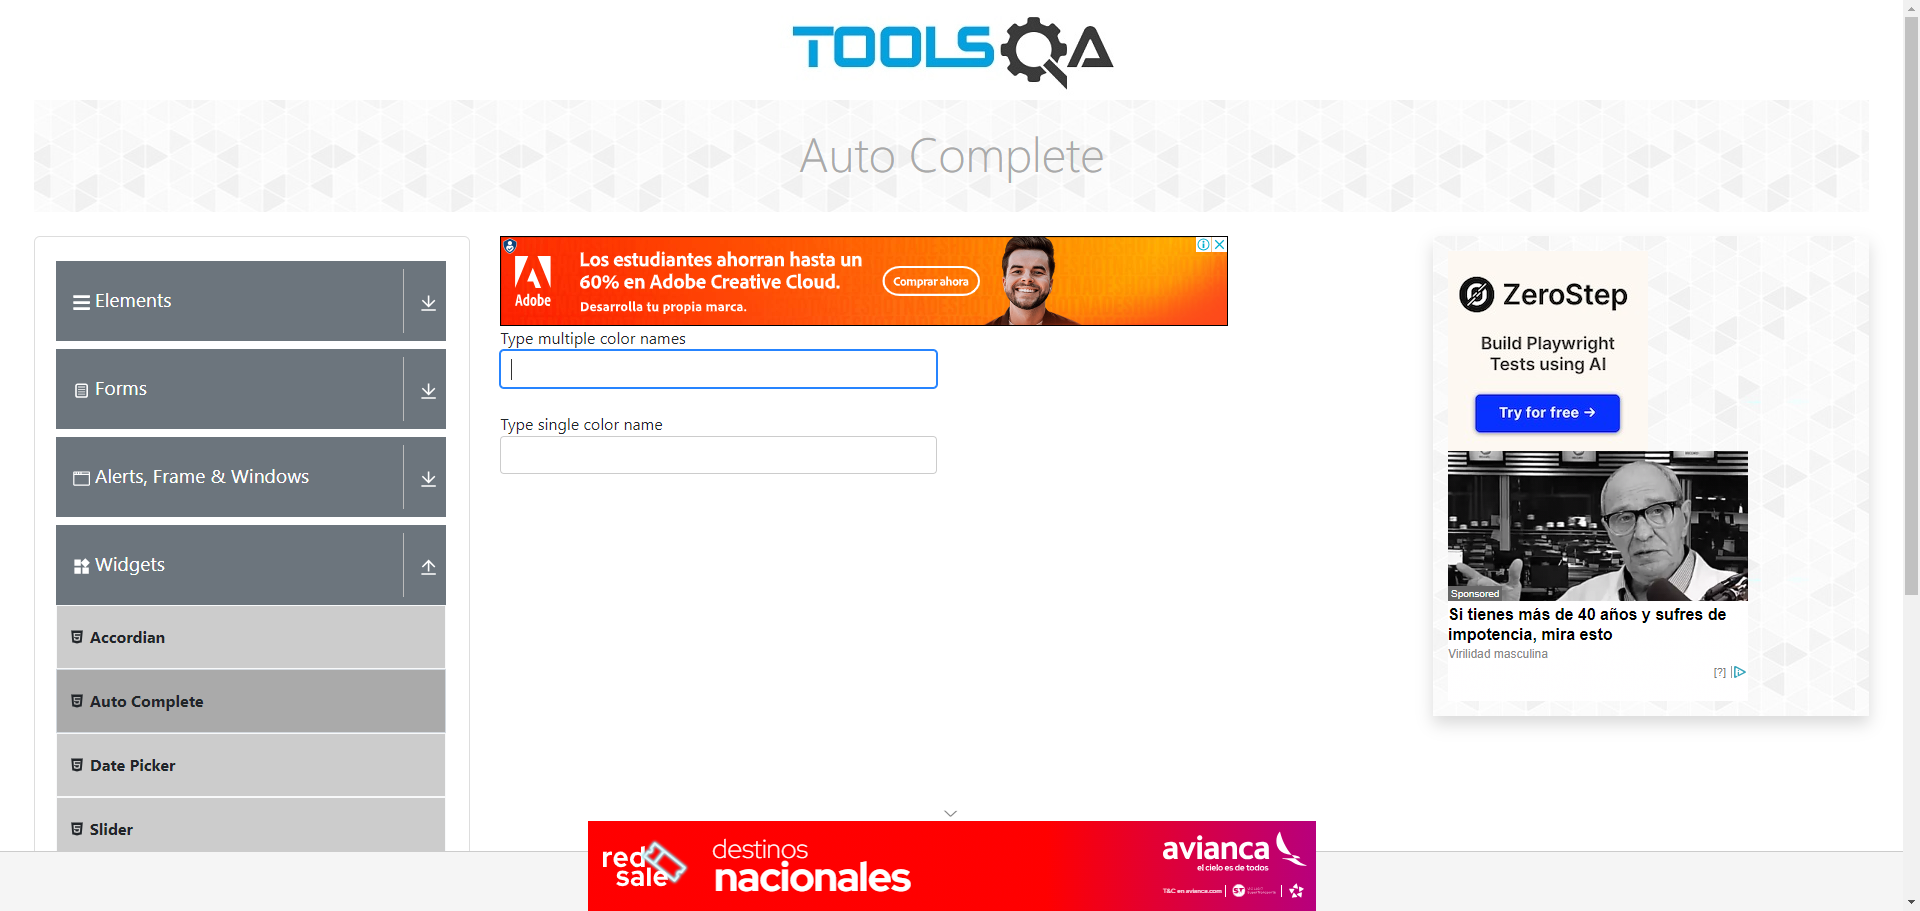 TOOLSQA
Auto Complete
Elements
Forms
Alerts, Frame & Windows
Widgets
Accordian
Auto Complete
Date Picker
Slider
Adobe
Los estudiantes ahorran hasta un
60% en Adobe Creative Cloud.
Desarrolla tu propia marca.
Comprar ahora
Type multiple color names
Type single color name
ZeroStep
Build Playwright
Tests using AI
Try for free →
Sponsored
Si tienes más de 40 años y sufres de
impotencia, mira esto
Virilidad masculina
[?]
red
sale
destinos
nacionales
avianca
el cielo es de todos
T&C en avianca.com